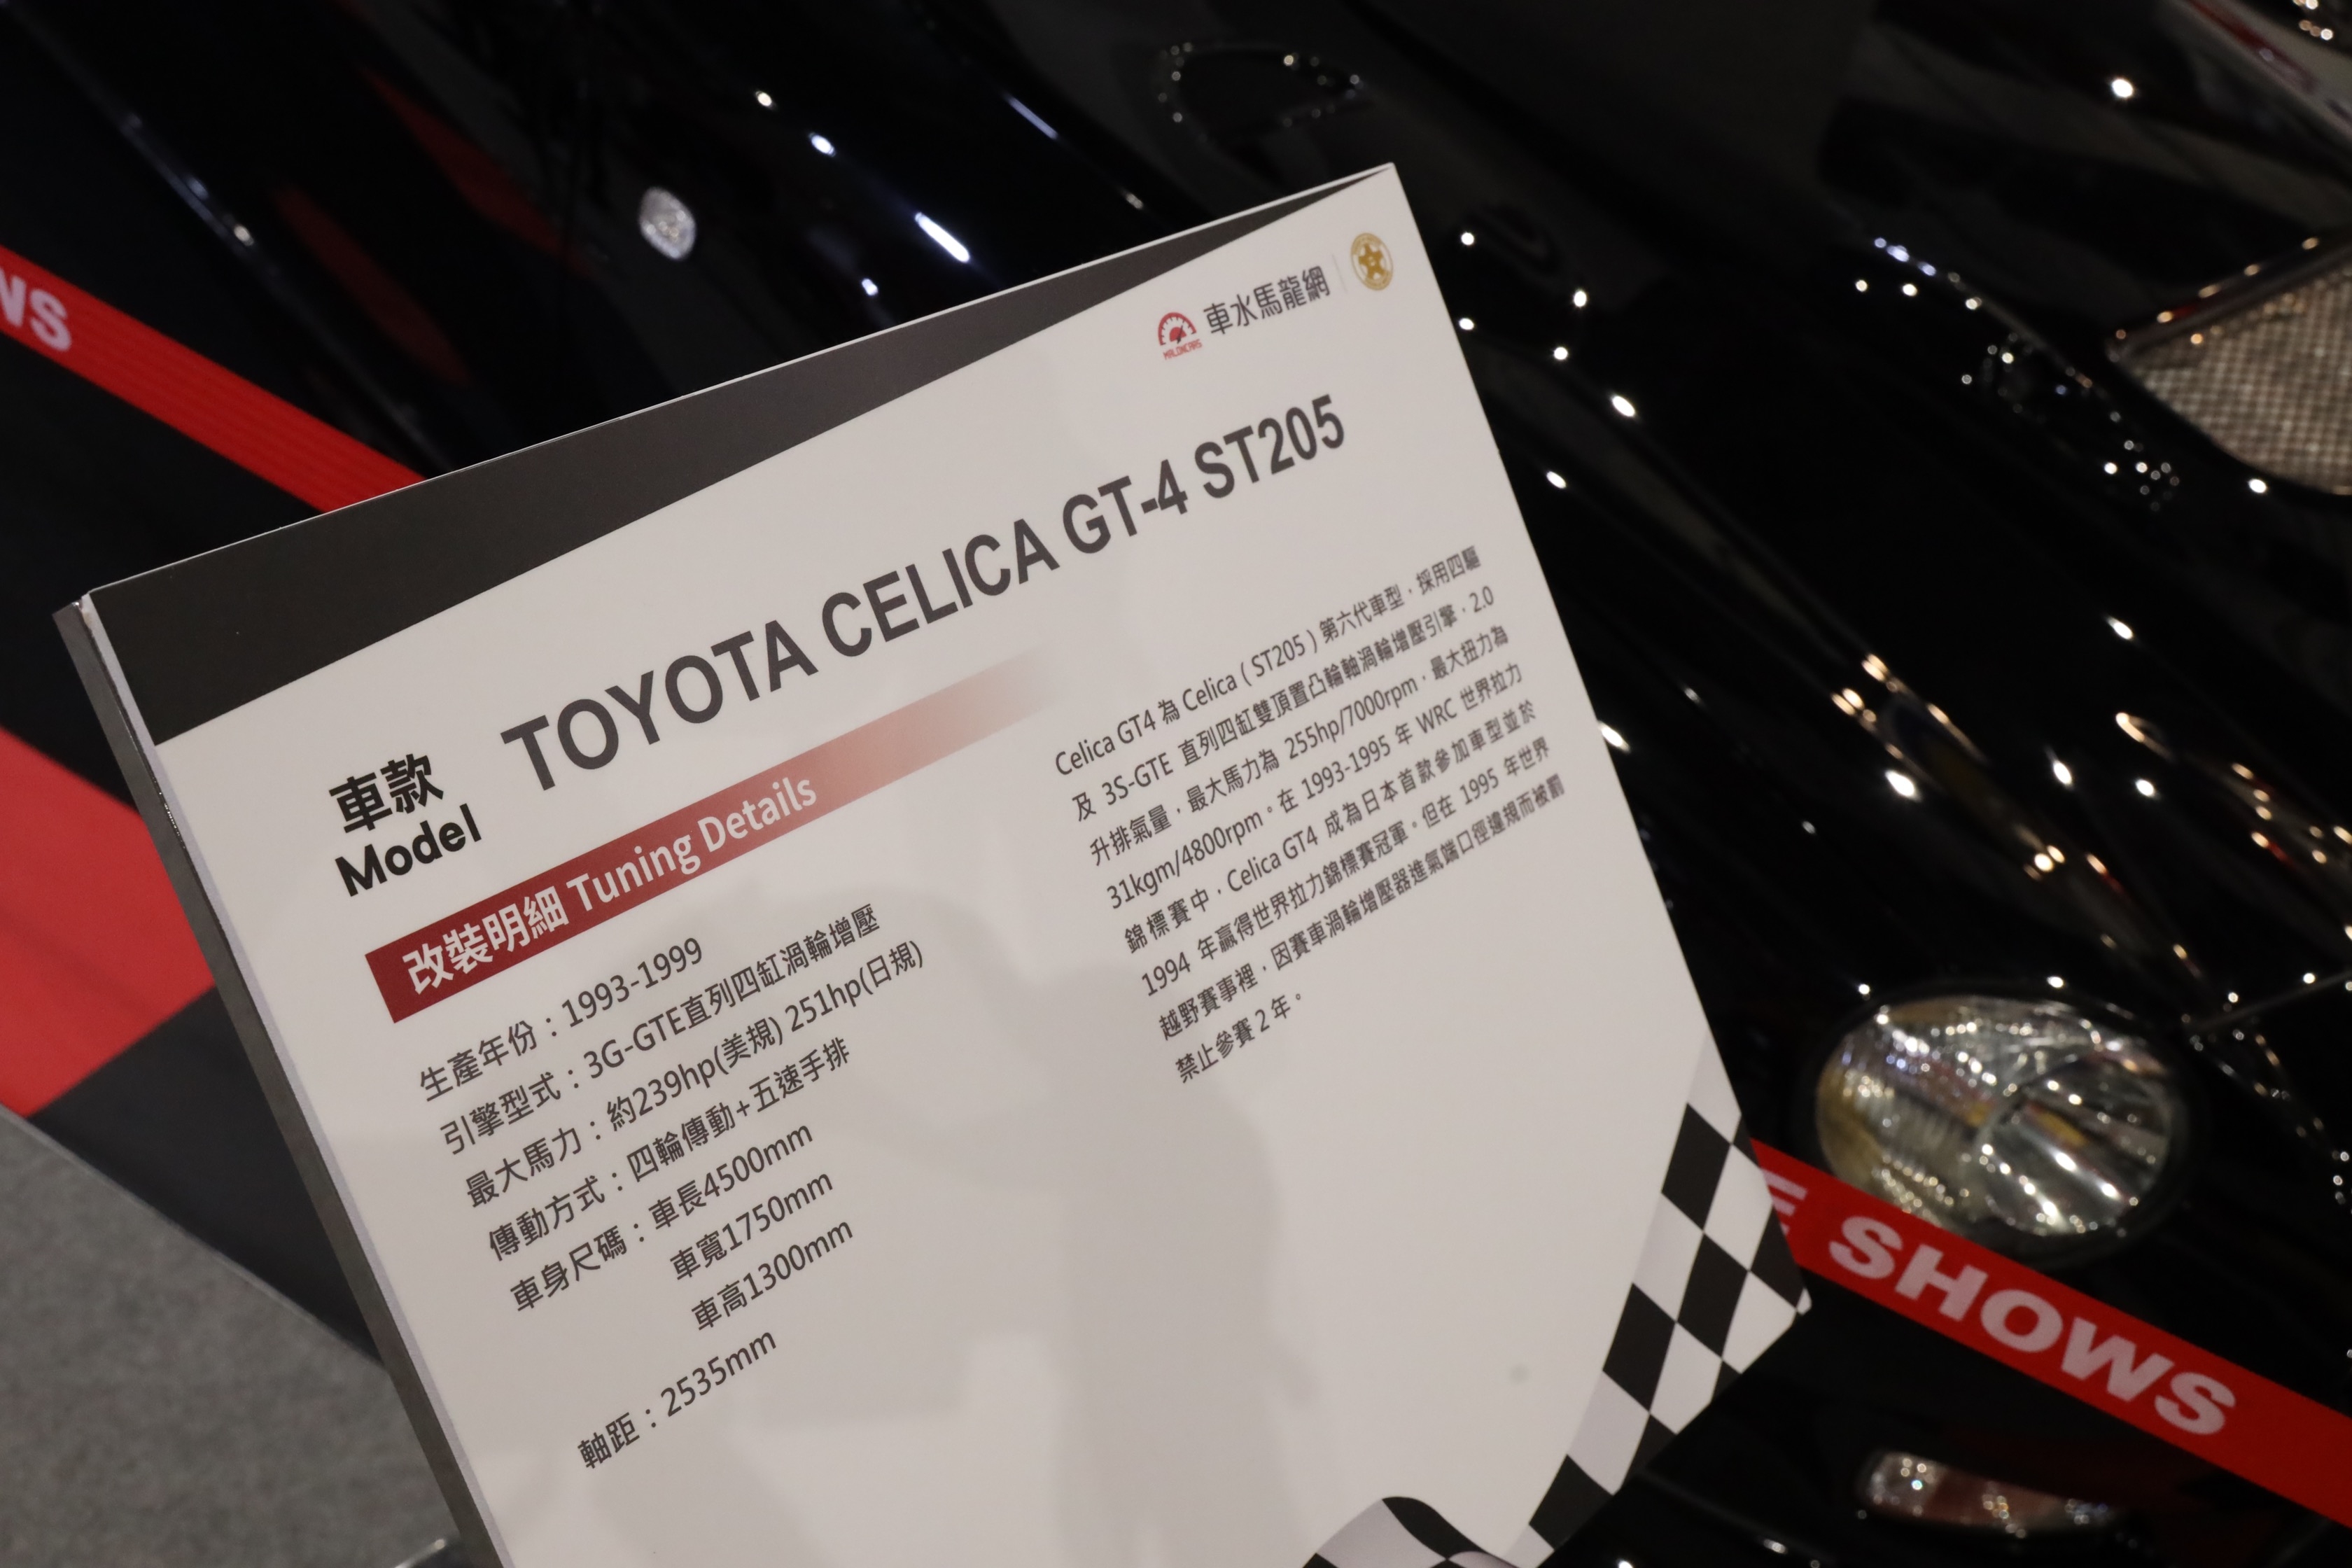 WS
MALONCARS
車水馬龍網
車款
Model
TOYOTA CELICA GT-4 ST205
改裝明細 Tuning Details
生產年份：1993-1999
引擎型式：3G-GTE直列四缸渦輪增壓
最大馬力：約239hp(美規) 251hp(日規)
傳動方式：四輪傳動+五速手排
車身尺碼：車長4500mm
車寬1750mm
車高1300mm
軸距：2535mm
Celica GT4 為 Celica ( ST205 ) 第六代車型，採用四驅
及 3S-GTE 直列四缸雙頂置凸輪軸渦輪增壓引擎，2.0
升排氣量，最大馬力為 255hp/7000rpm，最大扭力為
31kgm/4800rpm。在 1993-1995 年 WRC 世界拉力
錦標賽中，Celica GT4 成為日本首款參加車型並於
1994 年贏得世界拉力錦標賽冠軍。但在 1995 年世界
越野賽事裡，因賽車渦輪增壓器進氣端口徑違規而被罰
禁止參賽 2 年。
E SHOWS